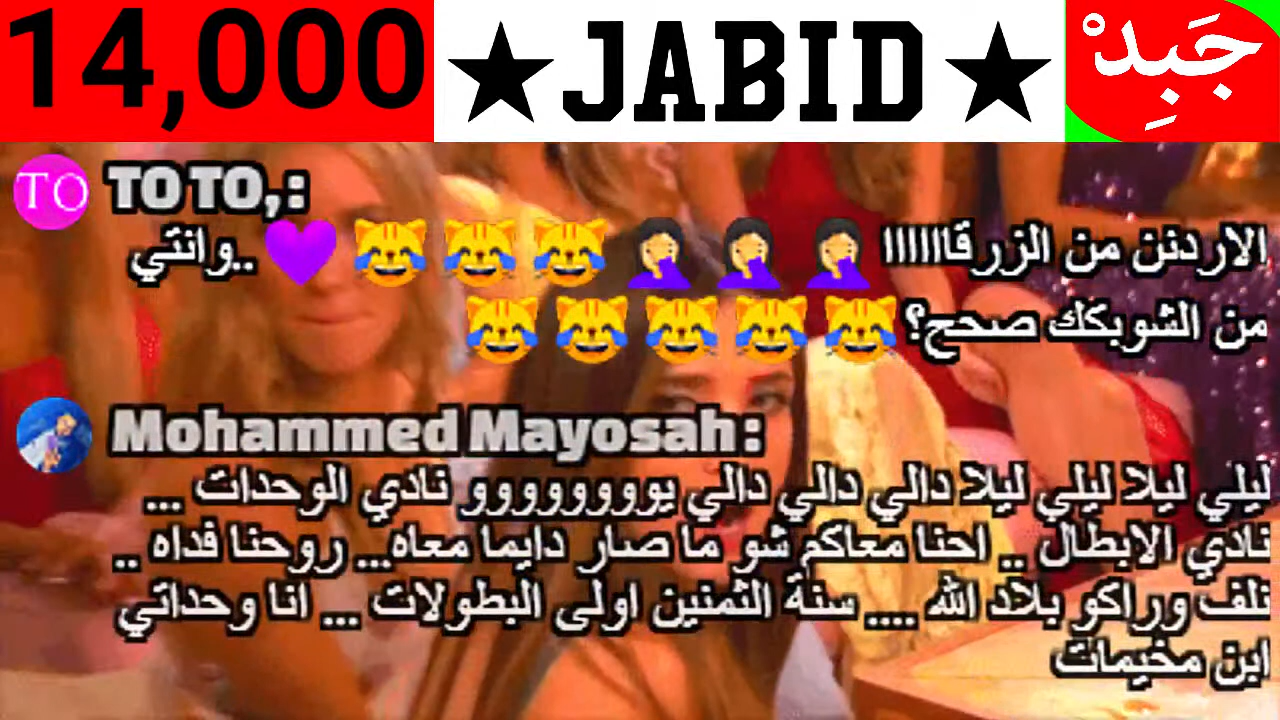 14,000 ★JABID★ جَبِدْ
TO TO TO,:
الاردنن من الزرقاااااا 🤦🏻‍♀️🤦🏻‍♀️🤦🏻‍♀️😹😹😹💜 ..وانتي
من الشوبكك صحح؟ 😹😹😹😹😹
Mohammed Mayosah:
ليلي ليلا ليلي ليلا دالي دالي دالي يوووووووو نادي الوحدات ...
نادي الابطال .. احنا معاكم شو ما صار دايما معاه... روحنا فداه ..
نلف وراكو بلاد الله .... سنة الثمنين اولى البطولات ... انا وحداتي
ابن مخيمات